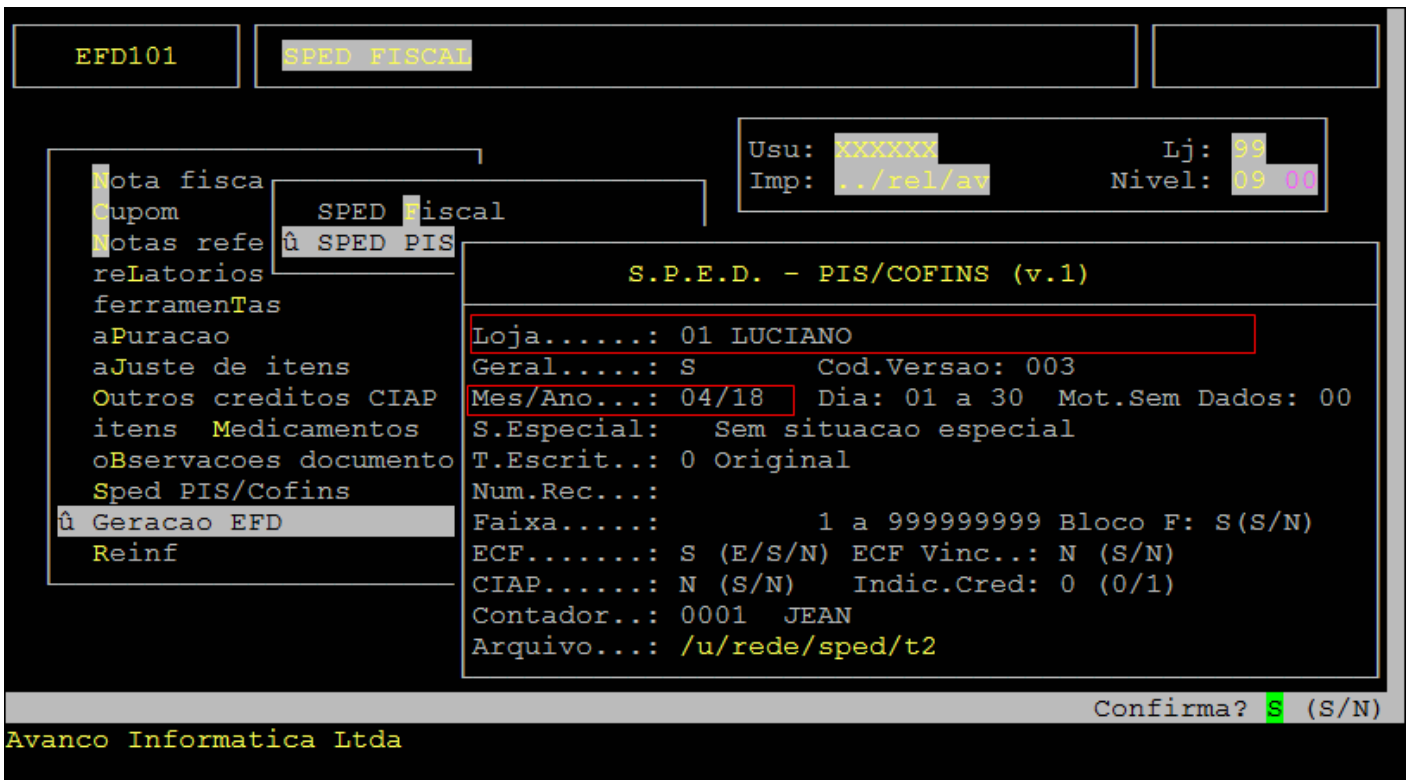 EFD101 SPED FISCAL
Usu: XXXXXX Lj: 99
Imp: ../rel/av Nivel: 09 00
Nota fisca
Cupom SPED Fiscal
Notas refe û SPED PIS
reLatorios
ferramenTas
aPuracao
aJuste de itens
Outros creditos CIAP
itens Medicamentos
oBservacoes documento
Sped PIS/Cofins
û Geracao EFD
Reinf
S.P.E.D. - PIS/COFINS (v.1)
Loja......: 01 LUCIANO
Geral.....: S Cod.Versao: 003
Mes/Ano...: 04/18 Dia: 01 a 30 Mot.Sem Dados: 00
S.Especial: Sem situacao especial
T.Escrit..: 0 Original
Num.Rec...:
Faixa.....: 1 a 999999999 Bloco F: S(S/N)
ECF.......: S (E/S/N) ECF Vinc..: N (S/N)
CIAP......: N (S/N) Indic.Cred: 0 (0/1)
Contador..: 0001 JEAN
Arquivo...: /u/rede/sped/t2
Confirma? S (S/N)
Avanco Informatica Ltda